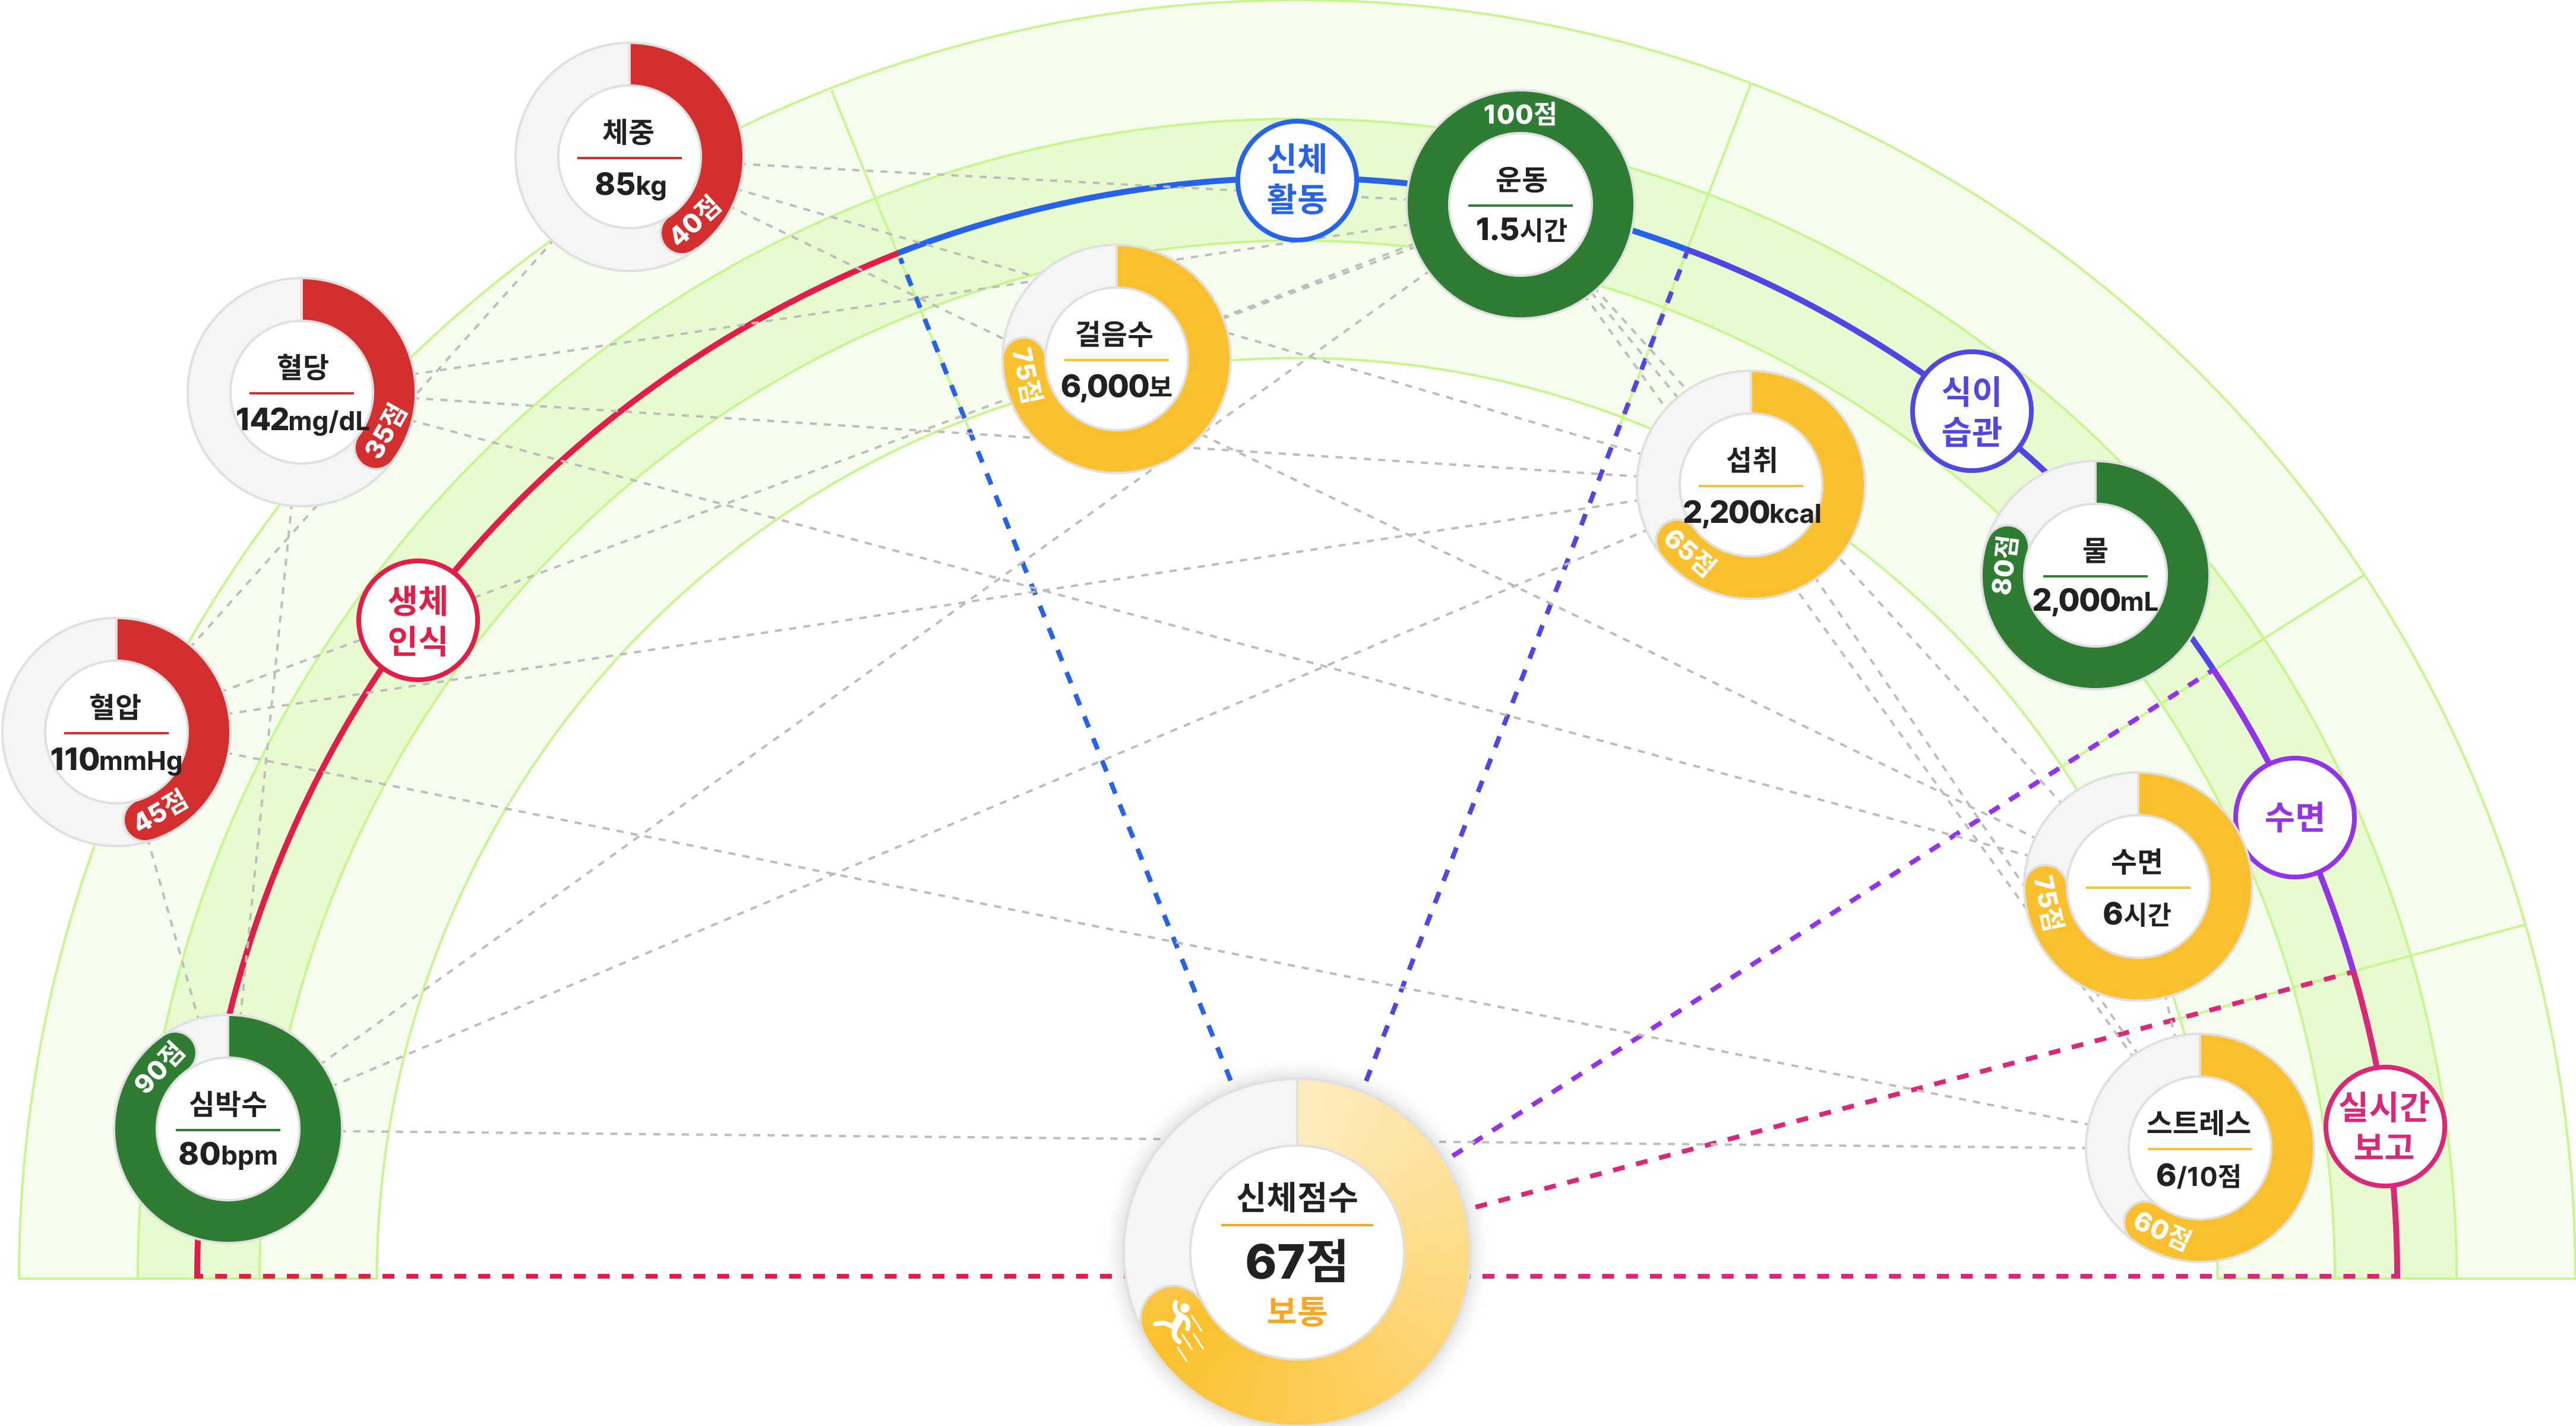 체중
85kg
40점
혈당
142mg/dL
35점
혈압
110mmHg
45점
심박수
80bpm
90점
생체
인식
신체
활동
걸음수
6,000보
75점
100점
운동
1.5시간
식이
습관
섭취
2,200kcal
65점
물
2,000mL
80점
수면
수면
6시간
75점
실시간
보고
스트레스
6/10점
60점
신체점수
67점
보통